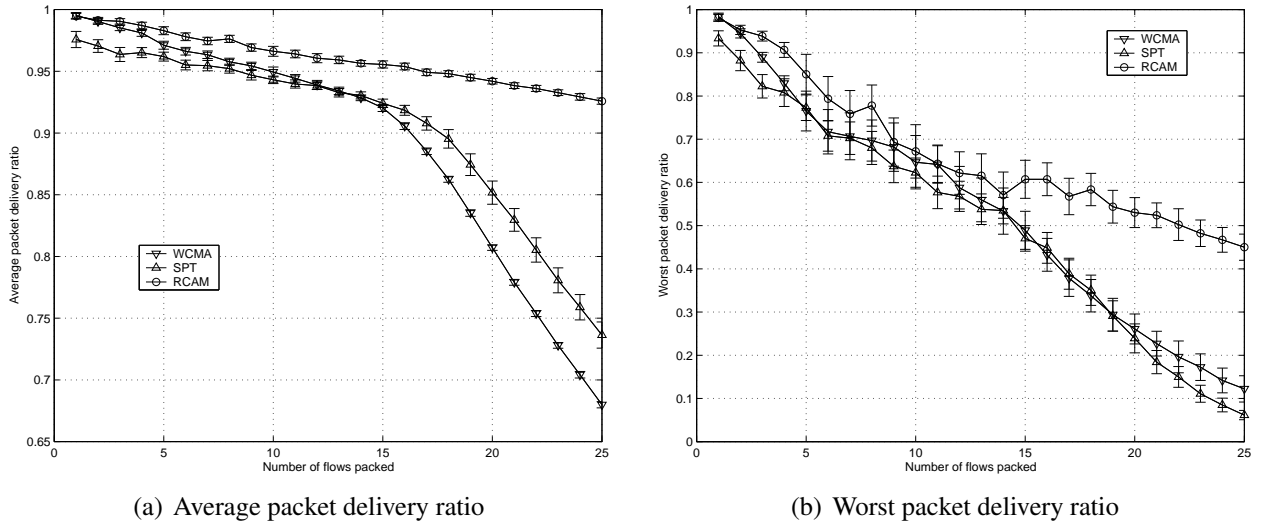 1
0.95
0.9
0.85
0.8
0.75
0.7
0.65
0 5 10 15 20 25
Average packet delivery ratio
Number of flows packed
WCMA
SPT
RCAM
(a) Average packet delivery ratio
1
0.9
0.8
0.7
0.6
0.5
0.4
0.3
0.2
0.1
0
0 5 10 15 20 25
Worst packet delivery ratio
Number of flows packed
WCMA
SPT
RCAM
(b) Worst packet delivery ratio